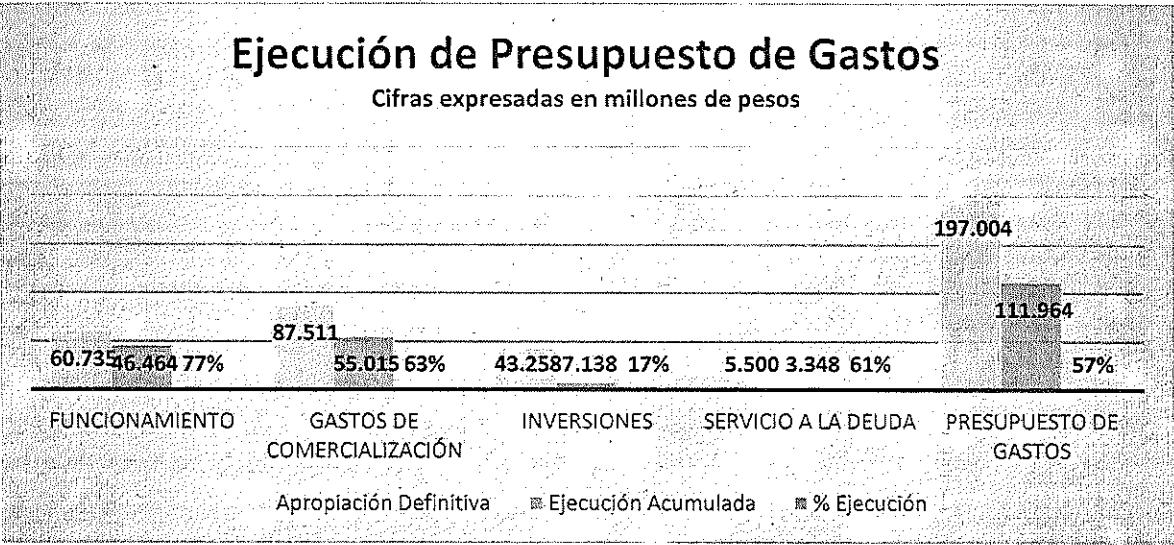 Ejecución de Presupuesto de Gastos
Cifras expresadas en millones de pesos
197.004
111.964
87.511
60.735 46.464 77% 55.015 63% 43.258 7.138 17% 5.500 3.348 61% 57%
FUNCIONAMIENTO GASTOS DE INVERSIONES SERVICIO A LA DEUDA PRESUPUESTO DE
COMERCIALIZACIÓN GASTOS
Apropiación Definitiva Ejecución Acumulada % Ejecución